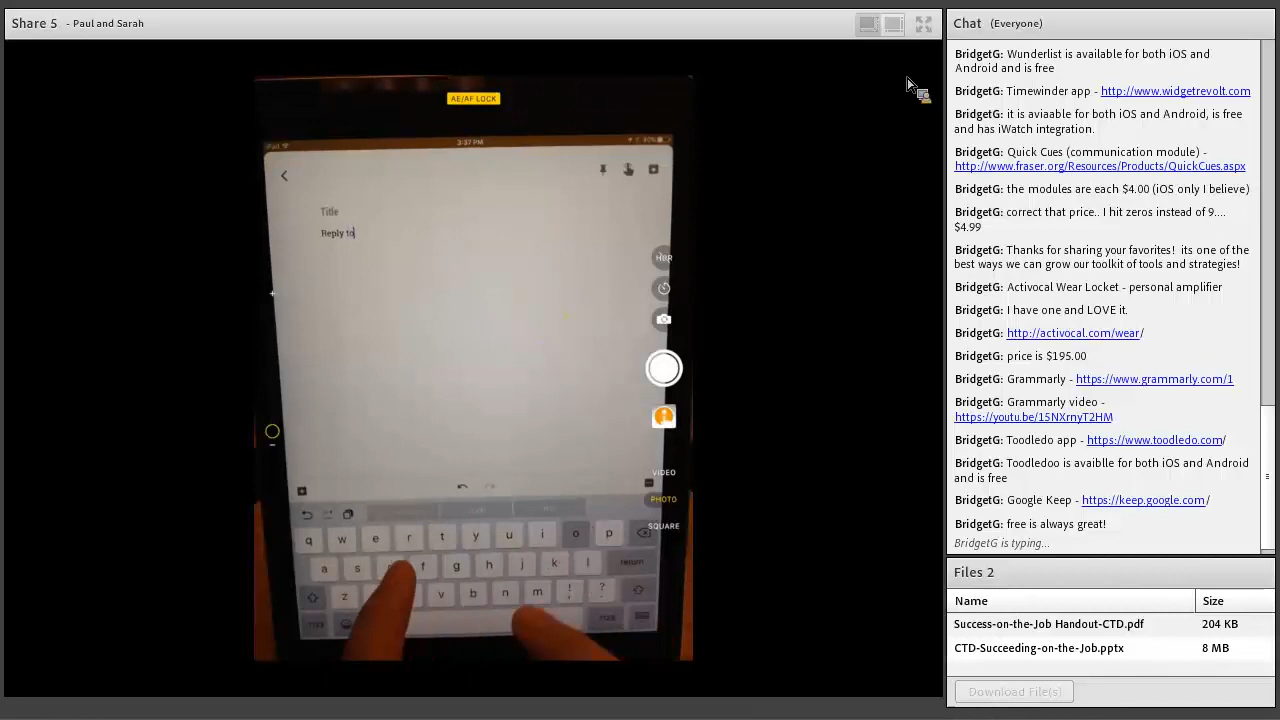 Share 5 - Paul and Sarah
AE/AF LOCK
iPad 3:37 PM 80%
Title
Reply to
HDR
VIDEO
PHOTO
SQUARE
q w e r t y u i o p
a s f g h j k l return
z v b n m ! ?
.?123 .?123
Chat (Everyone)
BridgetG: Wunderlist is available for both iOS and
Android and is free
BridgetG: Timewinder app - http://www.widgetrevolt.com
BridgetG: it is aviaable for both iOS and Android, is free
and has iWatch integration.
BridgetG: Quick Cues (communication module) -
http://www.fraser.org/Resources/Products/QuickCues.aspx
BridgetG: the modules are each $4.00 (iOS only I believe)
BridgetG: correct that price.. I hit zeros instead of 9....
$4.99
BridgetG: Thanks for sharing your favorites! its one of the
best ways we can grow our toolkit of tools and strategies!
BridgetG: Activocal Wear Locket - personal amplifier
BridgetG: I have one and LOVE it.
BridgetG: http://activocal.com/wear/
BridgetG: price is $195.00
BridgetG: Grammarly - https://www.grammarly.com/1
BridgetG: Grammarly video -
https://youtu.be/15NXrnyT2HM
BridgetG: Toodledo app - https://www.toodledo.com/
BridgetG: Toodledoo is avaiblle for both iOS and Android
and is free
BridgetG: Google Keep - https://keep.google.com/
BridgetG: free is always great!
BridgetG is typing...
Files 2
Name Size
Success-on-the-Job Handout-CTD.pdf 204 KB
CTD-Succeeding-on-the-Job.pptx 8 MB
Download File(s)